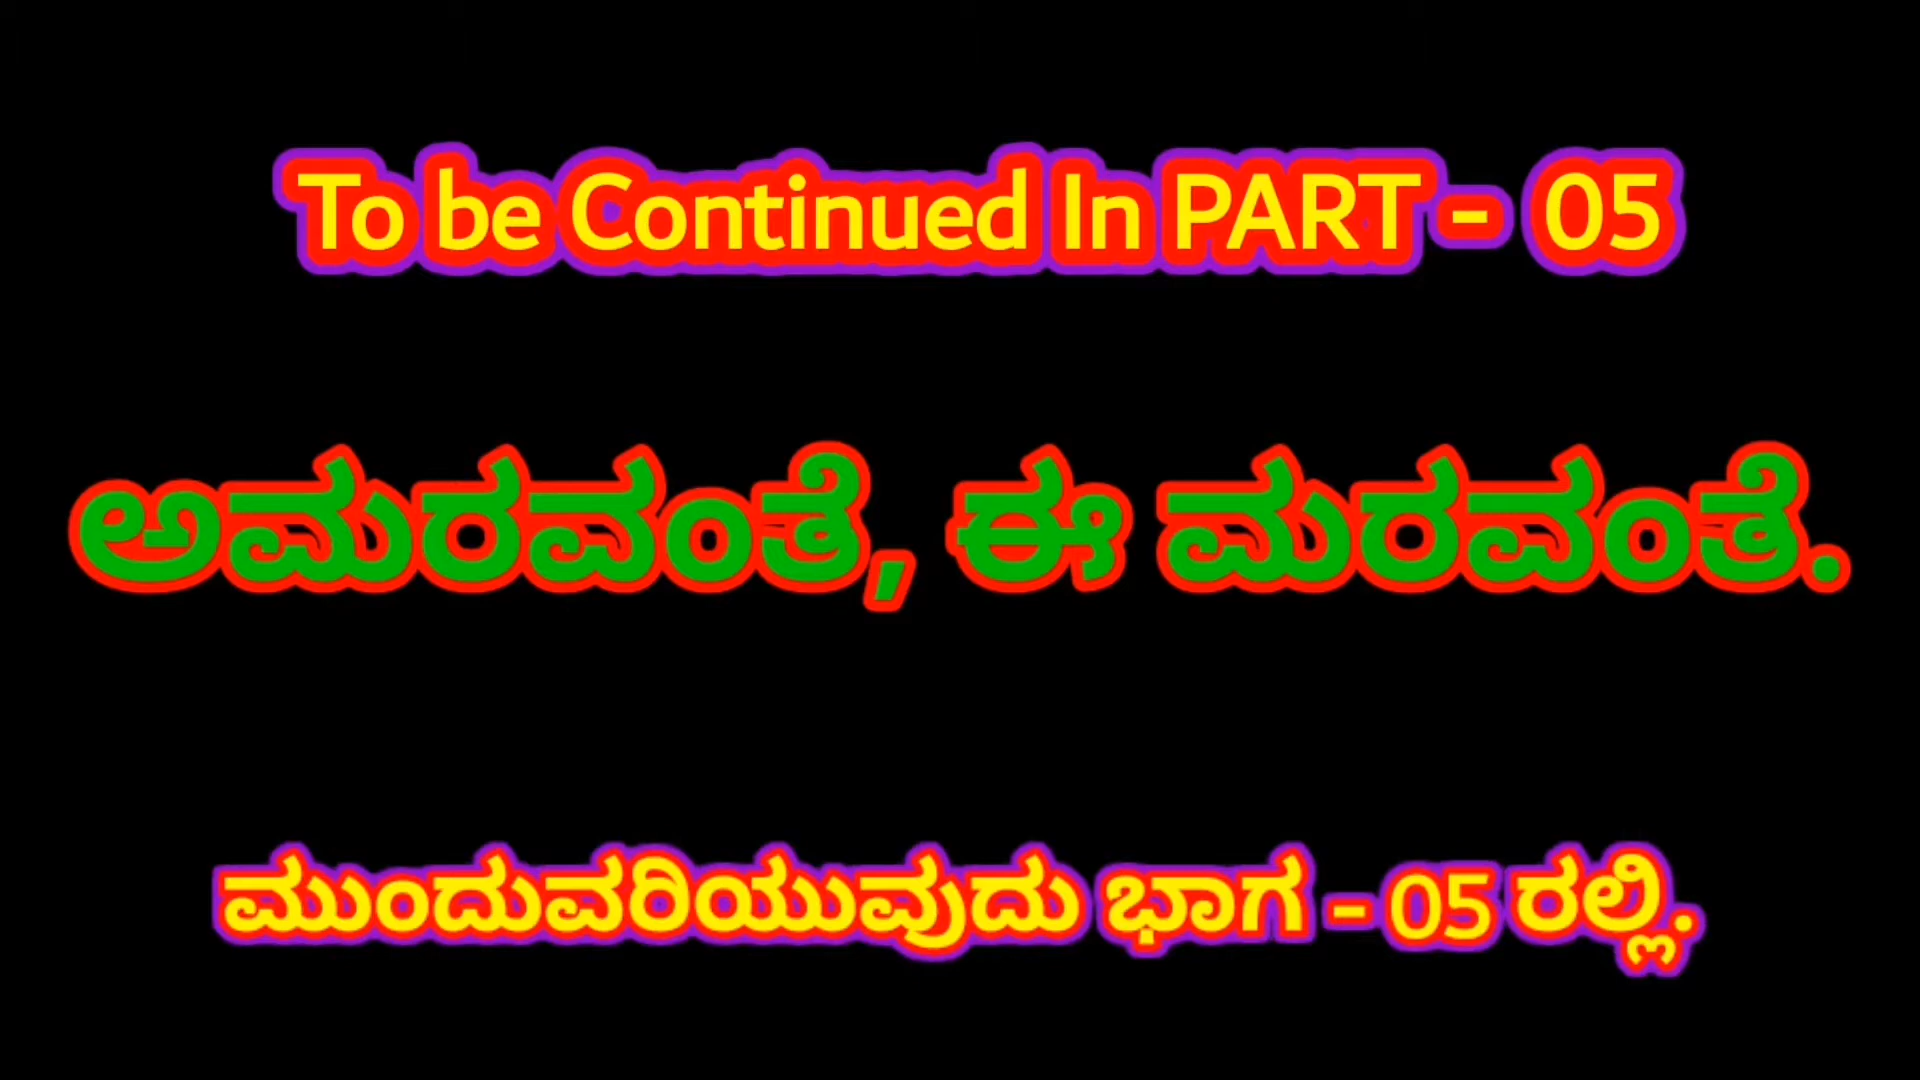 To be Continued In PART - 05
ಅಮರವಂತೆ, ಈ ಮರವಂತೆ.
ಮುಂದುವರಿಯುವುದು ಭಾಗ - 05 ರಲ್ಲಿ.